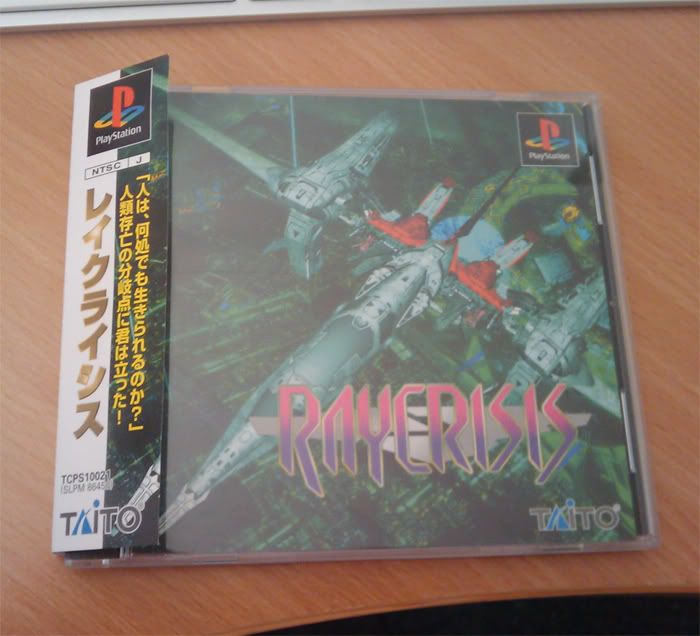 PlayStation
NTSC J
「人は、何処でも生きられるのか？」
人類存亡の分岐点に君は立った！
レイクライシス
TCPS10021
TAITO
PlayStation
RAYCRISIS
TAITO